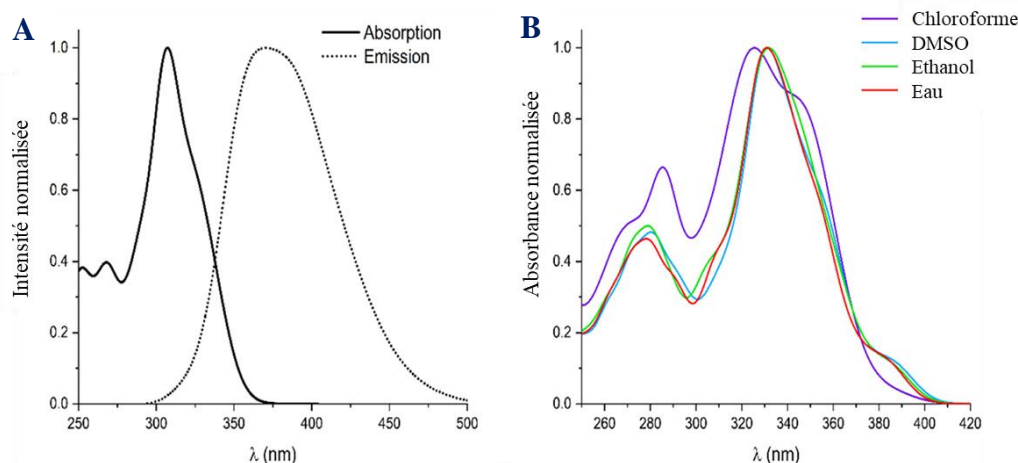 A
Absorption
Emission
Intensité normalisée
1.0
0.8
0.6
0.4
0.2
0.0
250
300
350
400
450
500
λ (nm)
B
Chloroforme
DMSO
Ethanol
Eau
Absorbance normalisée
1.0
0.8
0.6
0.4
0.2
0.0
260
280
300
320
340
360
380
400
420
λ (nm)